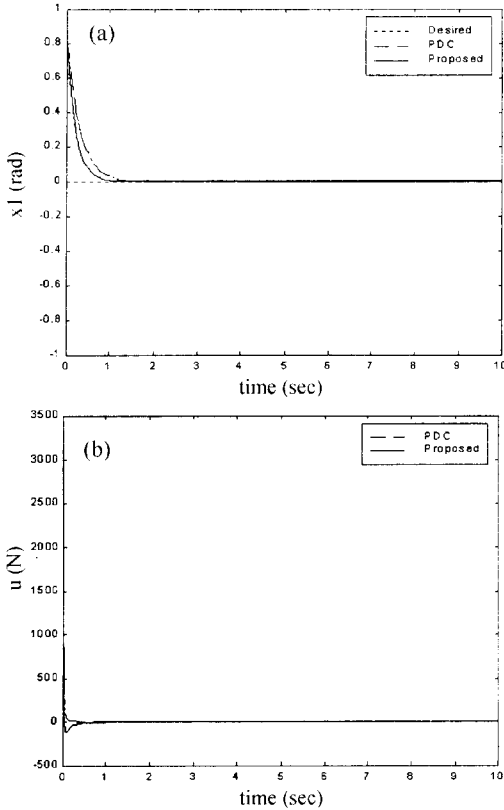 (a)
Desired
PDC
Proposed
1
0.8
0.6
0.4
0.2
0
-0.2
-0.4
-0.6
-0.8
-1
x1 (rad)
0 1 2 3 4 5 6 7 8 9 10
time (sec)
(b)
PDC
Proposed
3500
3000
2500
2000
1500
1000
500
0
-500
u (N)
0 1 2 3 4 5 6 7 8 9 10
time (sec)